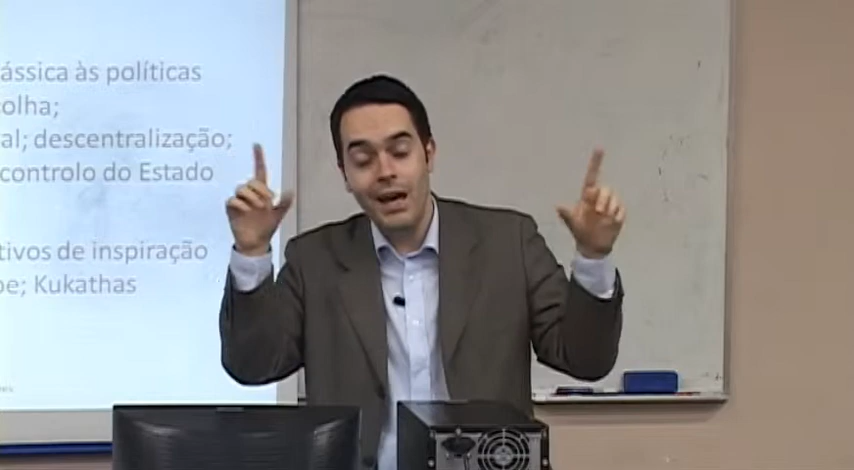 ássica às políticas
olha;
al; descentralização;
controlo do Estado
tivos de inspiração
pe; Kukathas